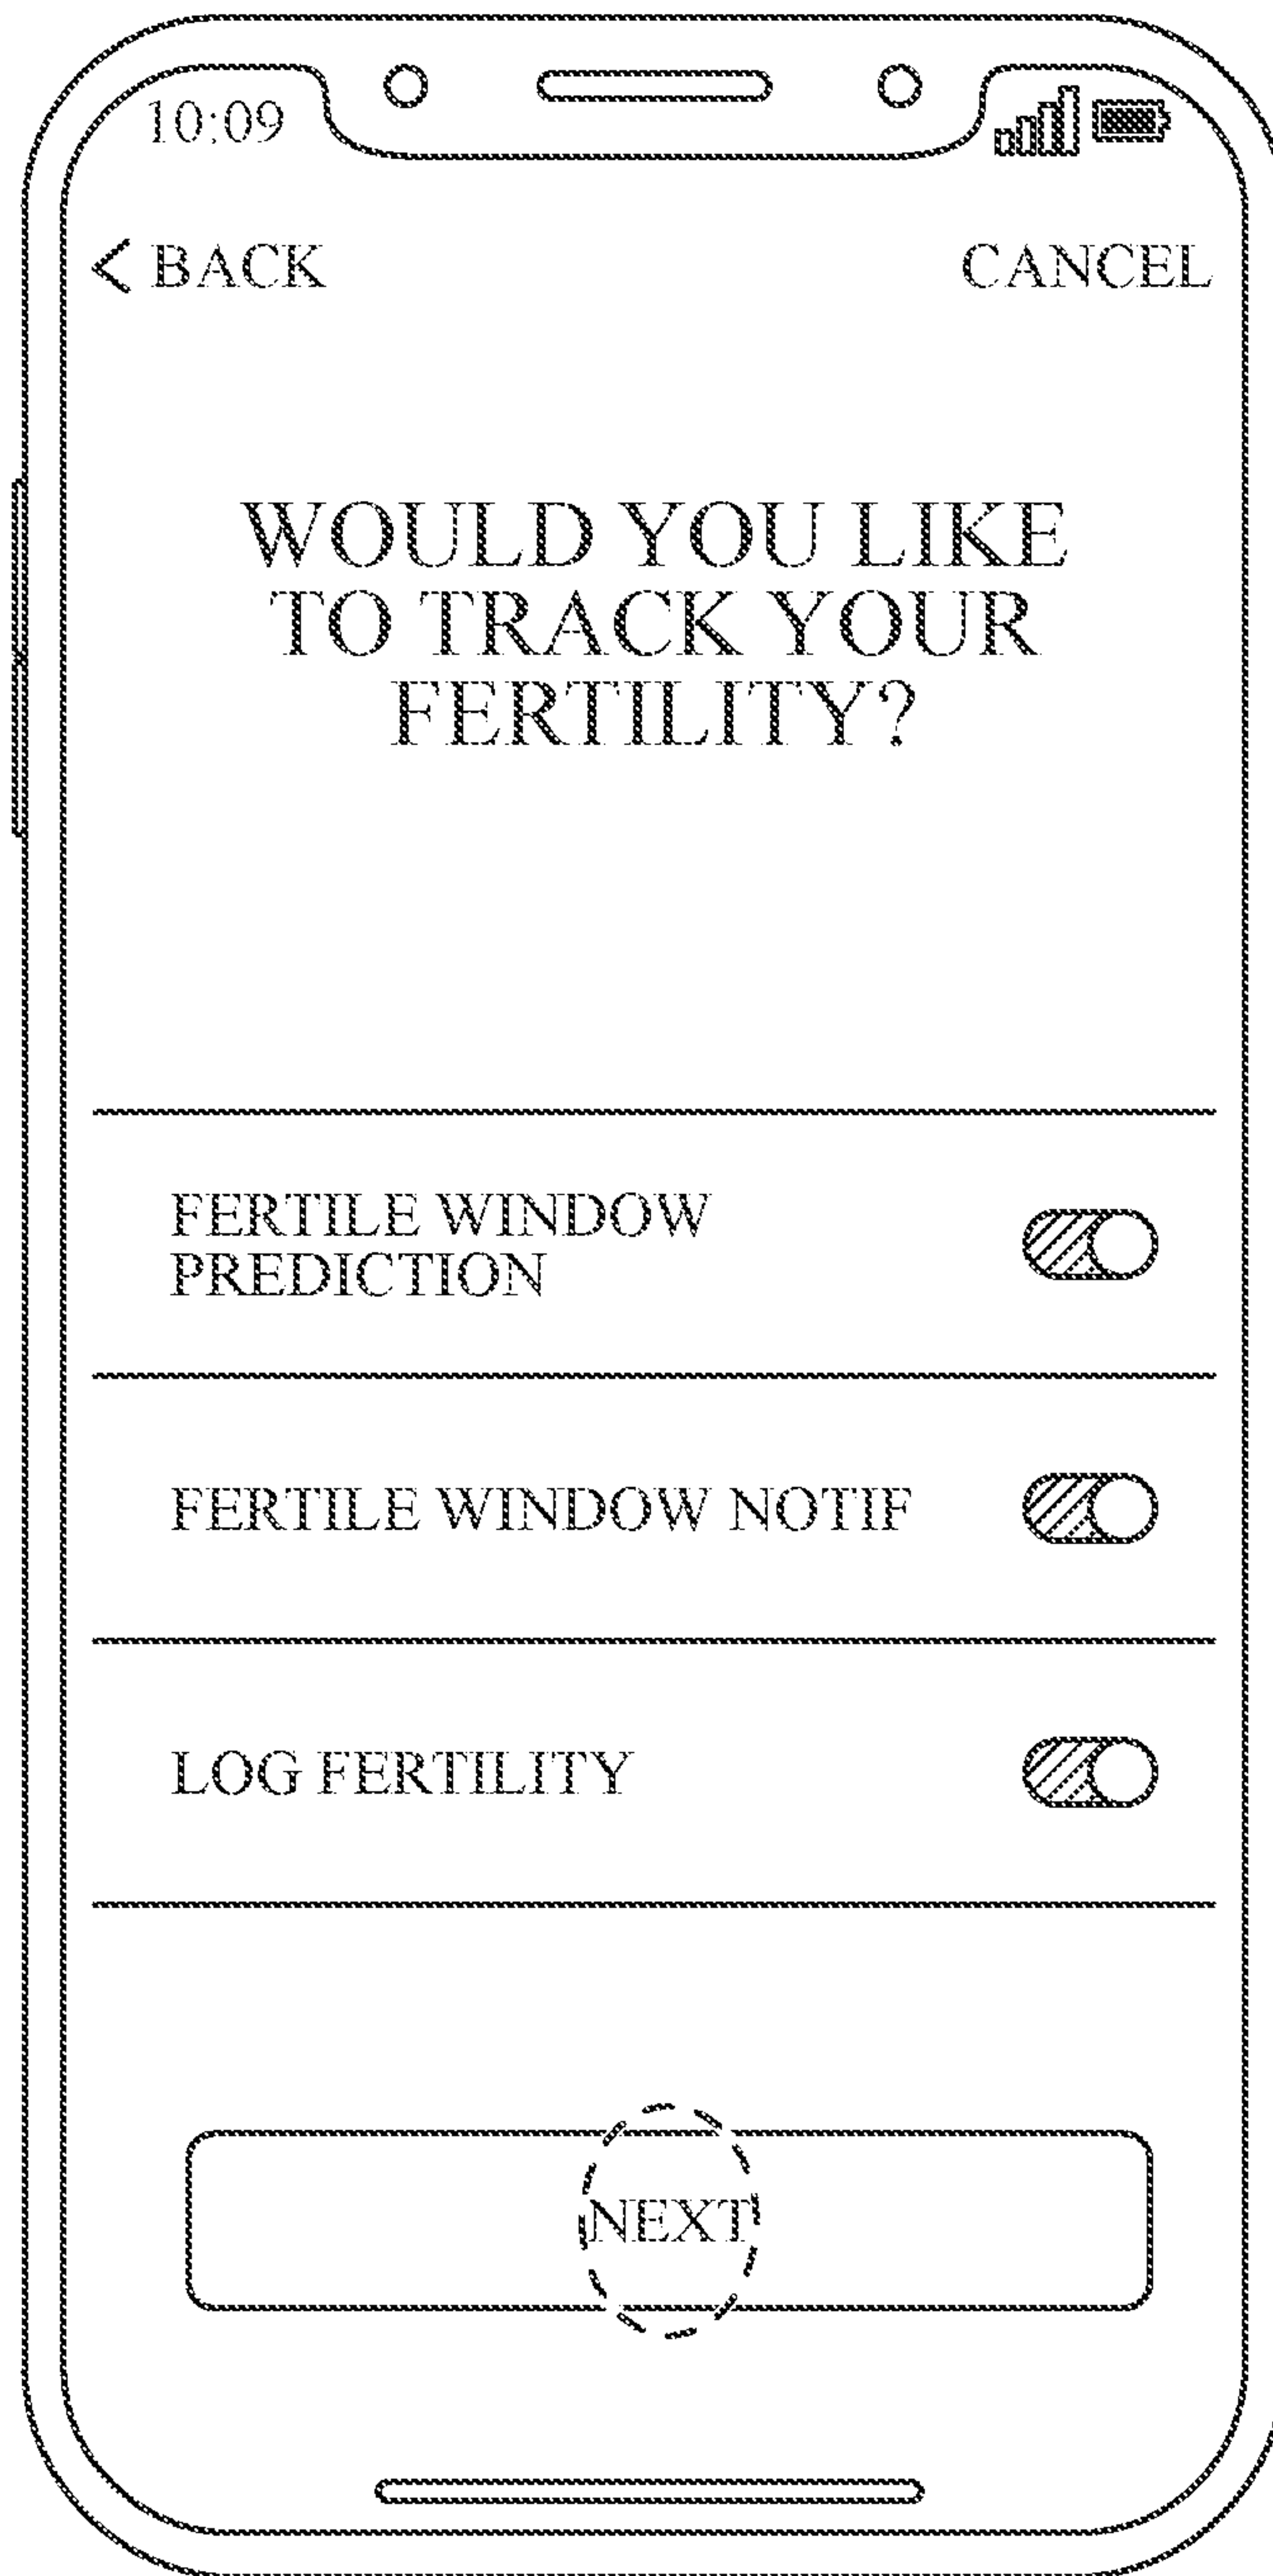 10:09
< BACK
CANCEL
WOULD YOU LIKE
TO TRACK YOUR
FERTILITY?
FERTILE WINDOW
PREDICTION
FERTILE WINDOW NOTIF
LOG FERTILITY
NEXT